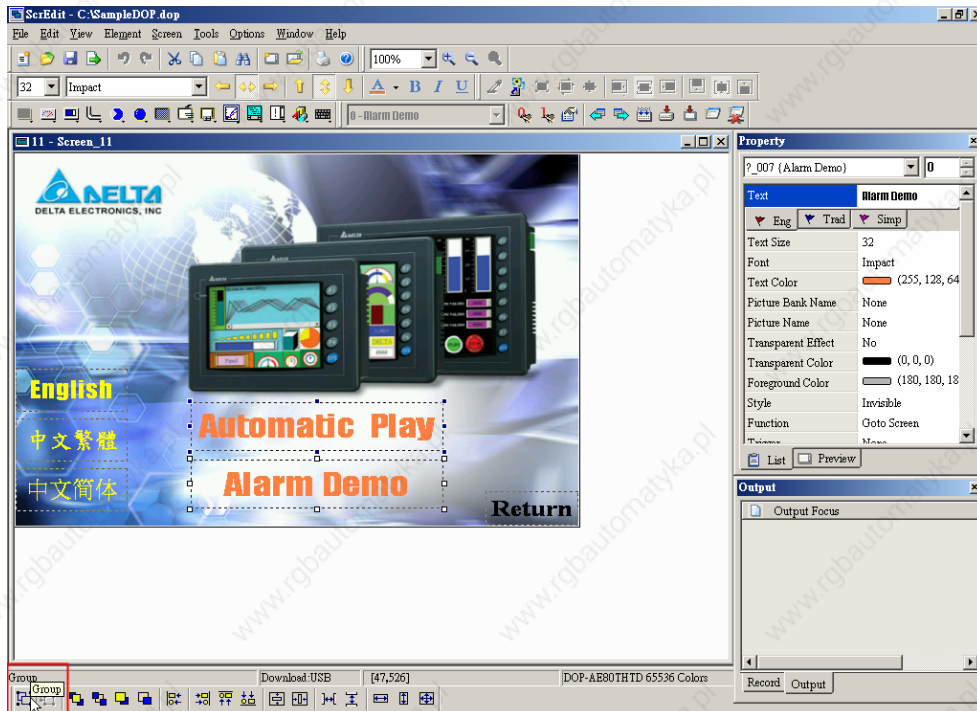 ScrEdit - C:\SampleDOP.dop
File Edit View Element Screen Tools Options Window Help
100%
32 Impact
A B I U
0 - Alarm Demo
11 - Screen_11
DELTA
DELTA ELECTRONICS, INC
English
中文繁體
中文简体
Automatic Play
Alarm Demo
Return
Property
?_007 {Alarm Demo} 0
Text Alarm Demo
Eng Trad Simp
Text Size 32
Font Impact
Text Color (255, 128, 64
Picture Bank Name None
Picture Name None
Transparent Effect No
Transparent Color (0, 0, 0)
Foreground Color (180, 180, 18
Style Invisible
Function Goto Screen
Trigger None
List Preview
Output
Output Focus
Record Output
Group Download:USB [47,526] DOP-AE80THTD 65536 Colors
Group
www.rgbautomatyka.pl